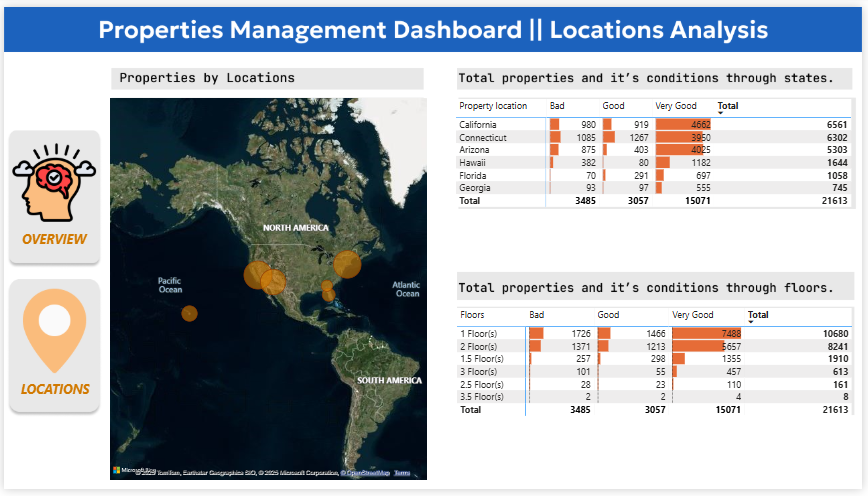 Properties Management Dashboard || Locations Analysis
Properties by Locations
OVERVIEW
LOCATIONS
NORTH AMERICA
Pacific
Ocean
Atlantic
Ocean
SOUTH AMERICA
© 2025 TomTom, Earthstar Geographics SIO, © 2025 Microsoft Corporation, © OpenStreetMap Terms
Total properties and it's conditions through states.
Property location Bad Good Very Good Total
California 980 919 4662 6561
Connecticut 1085 1267 3950 6302
Arizona 875 403 4025 5303
Hawaii 382 80 1182 1644
Florida 70 291 697 1058
Georgia 93 97 555 745
Total 3485 3057 15071 21613
Total properties and it's conditions through floors.
Floors Bad Good Very Good Total
1 Floor(s) 1726 1466 7488 10680
2 Floor(s) 1371 1213 5657 8241
1.5 Floor(s) 257 298 1355 1910
3 Floor(s) 101 55 457 613
2.5 Floor(s) 28 23 110 161
3.5 Floor(s) 2 2 4 8
Total 3485 3057 15071 21613